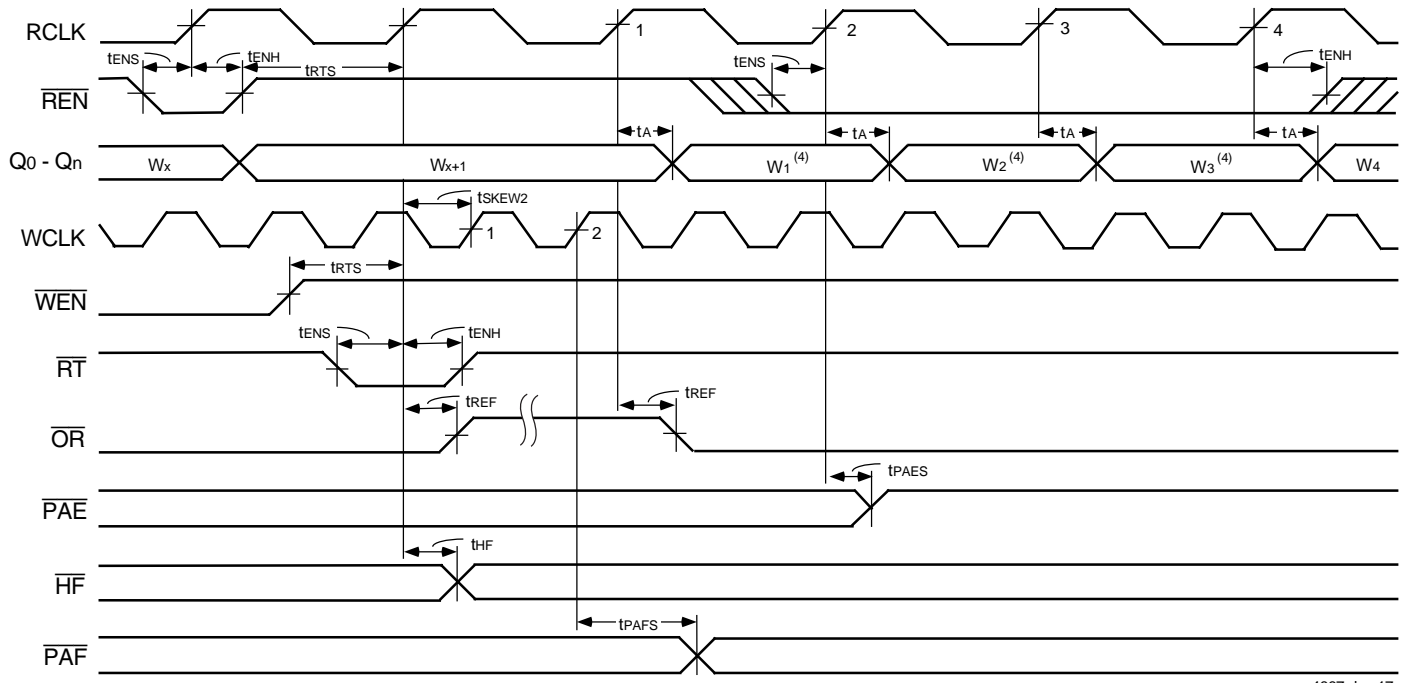 RCLK
1
2
3
4
tENS
tENH
tRTS
tENS
tENH
REN
tA
tA
tA
tA
Q0 - Qn
Wx
Wx+1
W1 (4)
W2 (4)
W3 (4)
W4
tSKEW2
WCLK
1
2
tRTS
WEN
tENS
tENH
RT
tREF
tREF
OR
tPAES
PAE
tHF
HF
tPAFS
PAF